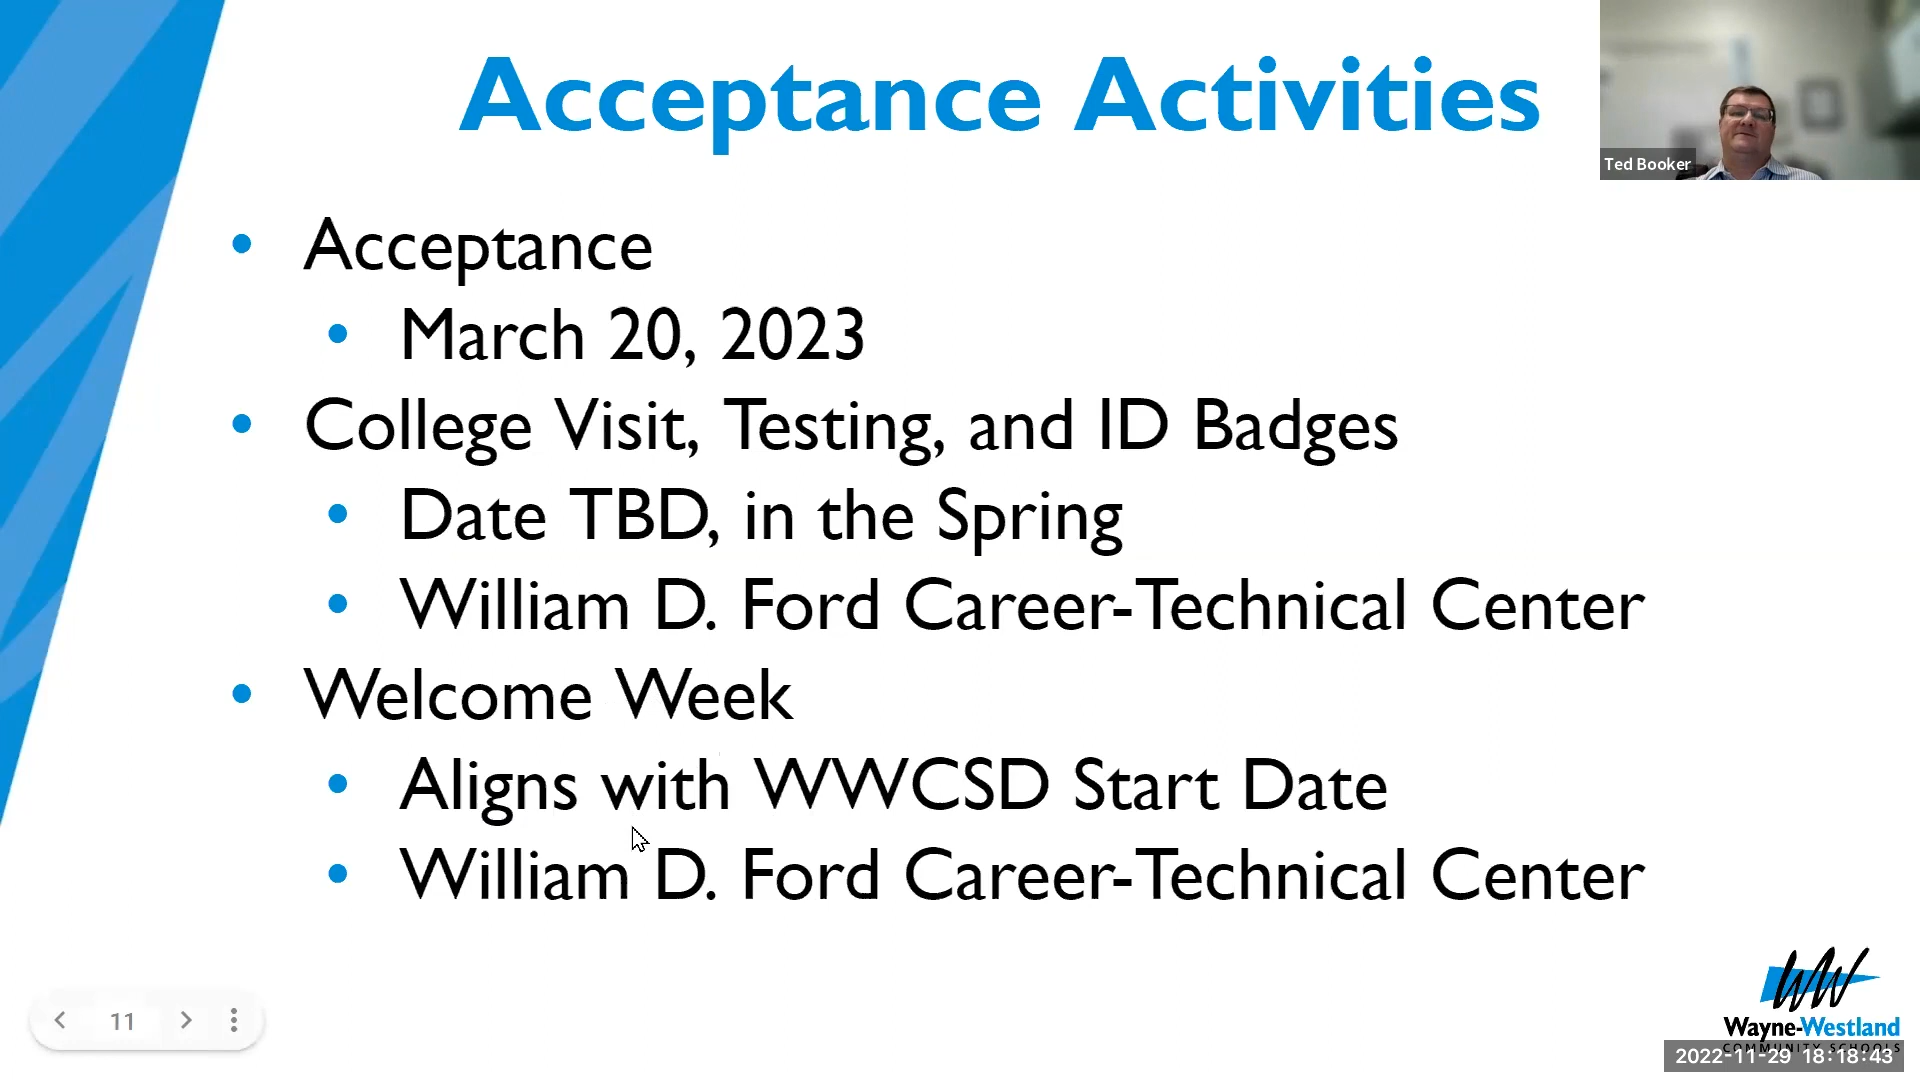 Acceptance Activities
Ted Booker
• Acceptance
• March 20, 2023
• College Visit, Testing, and ID Badges
• Date TBD, in the Spring
• William D. Ford Career-Technical Center
• Welcome Week
• Aligns with WWCSD Start Date
• William D. Ford Career-Technical Center
11
WW
Wayne-Westland
COMMUNITY SCHOOLS
2022-11-29 18:18:43